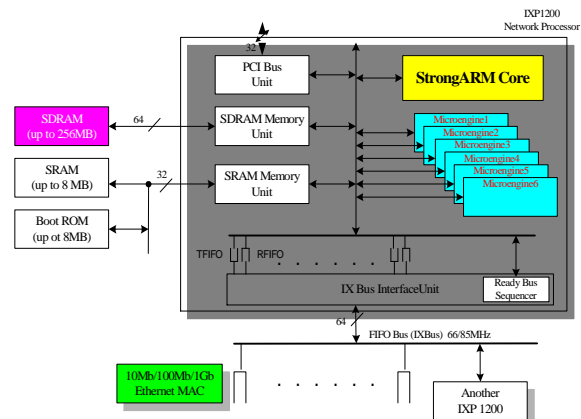 IXP1200
Network Processor
32
PCI Bus
Unit
StrongARM Core
SDRAM
(up to 256MB)
64
SDRAM Memory
Unit
Microengine1
Microengine2
Microengine3
Microengine4
Microengine5
Microengine6
SRAM
(up to 8 MB)
32
SRAM Memory
Unit
Boot ROM
(up ot 8MB)
TFIFO
RFIFO
. . . . . .
IX Bus InterfaceUnit
Ready Bus
Sequencer
64
FIFO Bus (IXBus) 66/85MHz
10Mb/100Mb/1Gb
Ethernet MAC
. . . . . .
Another
IXP 1200